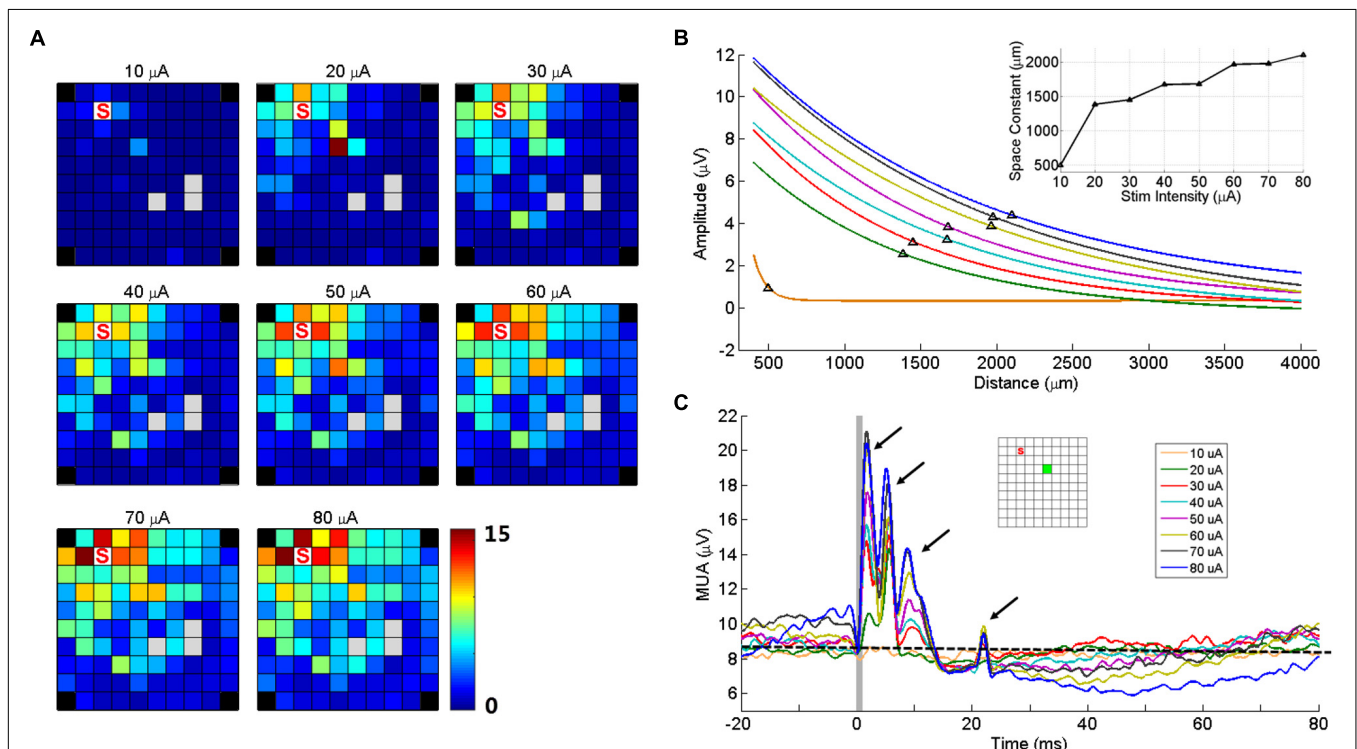 A
10 μA
20 μA
30 μA
S
S
S
40 μA
50 μA
60 μA
S
S
S
70 μA
80 μA
S
S
15
0
B
12
10
8
6
4
2
0
-2
Amplitude (μV)
500
1000
1500
2000
2500
3000
3500
4000
Distance (μm)
Space Constant (μm)
2000
1500
1000
500
10
20
30
40
50
60
70
80
Stim Intensity (μA)
C
22
20
18
16
14
12
10
8
6
MUA (μV)
-20
0
20
40
60
80
Time (ms)
S
10 uA
20 uA
30 uA
40 uA
50 uA
60 uA
70 uA
80 uA